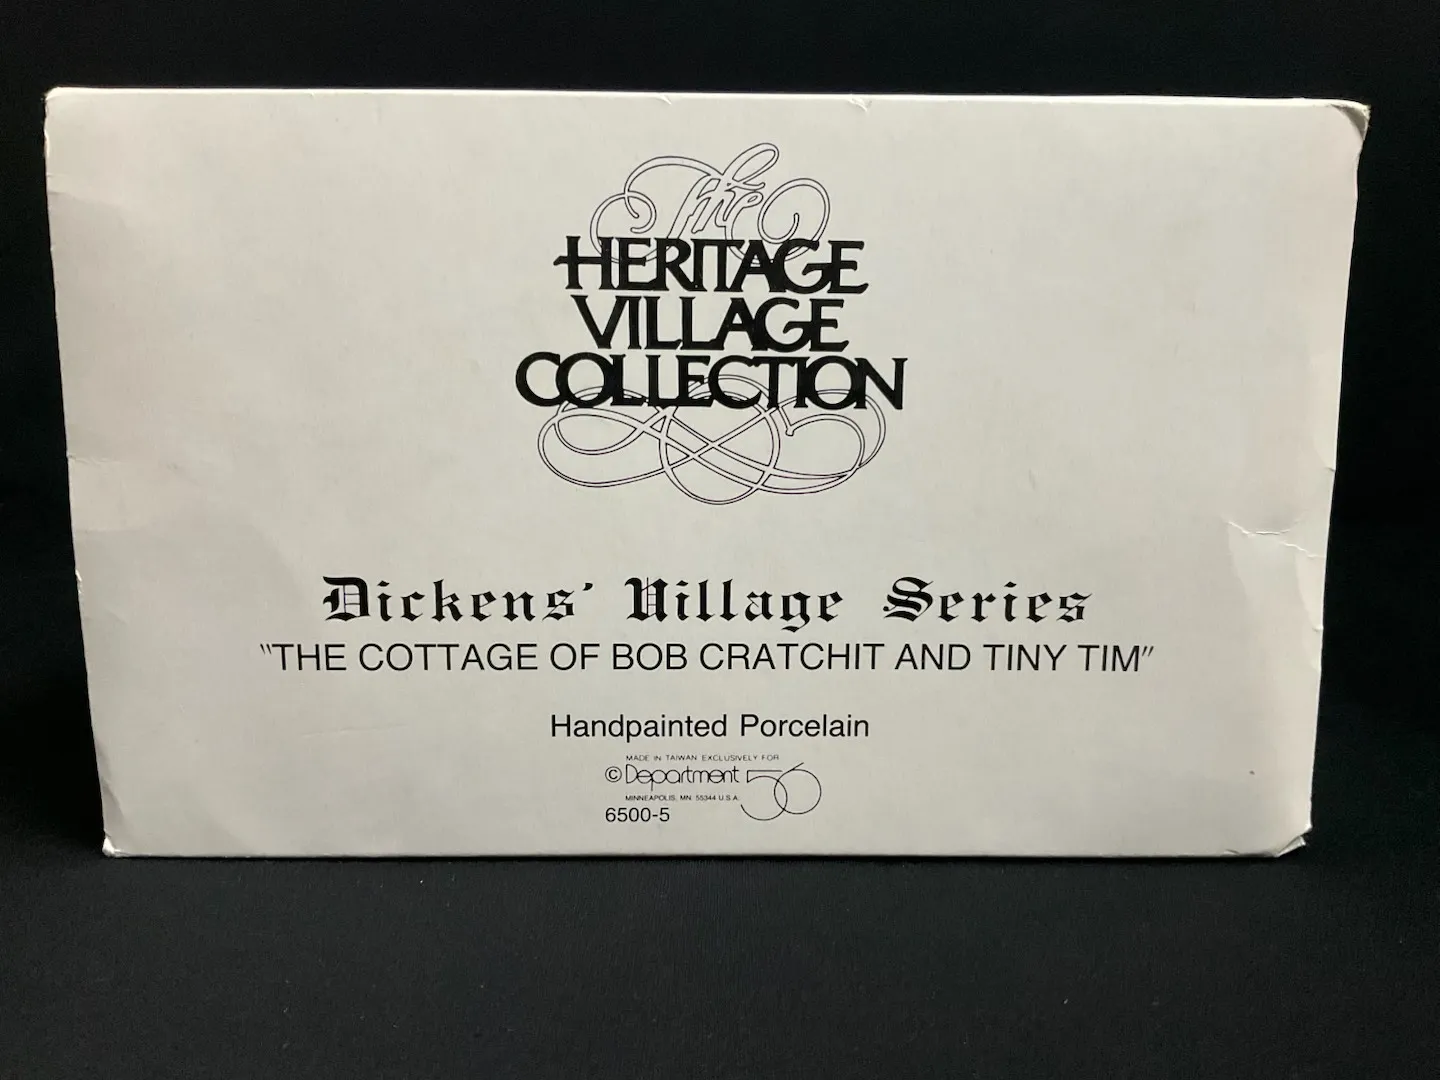 The
HERITAGE
VILLAGE
COLLECTION
Dickens' Village Series
"THE COTTAGE OF BOB CRATCHIT AND TINY TIM"
Handpainted Porcelain
MADE IN TAIWAN EXCLUSIVELY FOR
© Department 56
MINNEAPOLIS, MN 55344 U.S.A.
6500-5